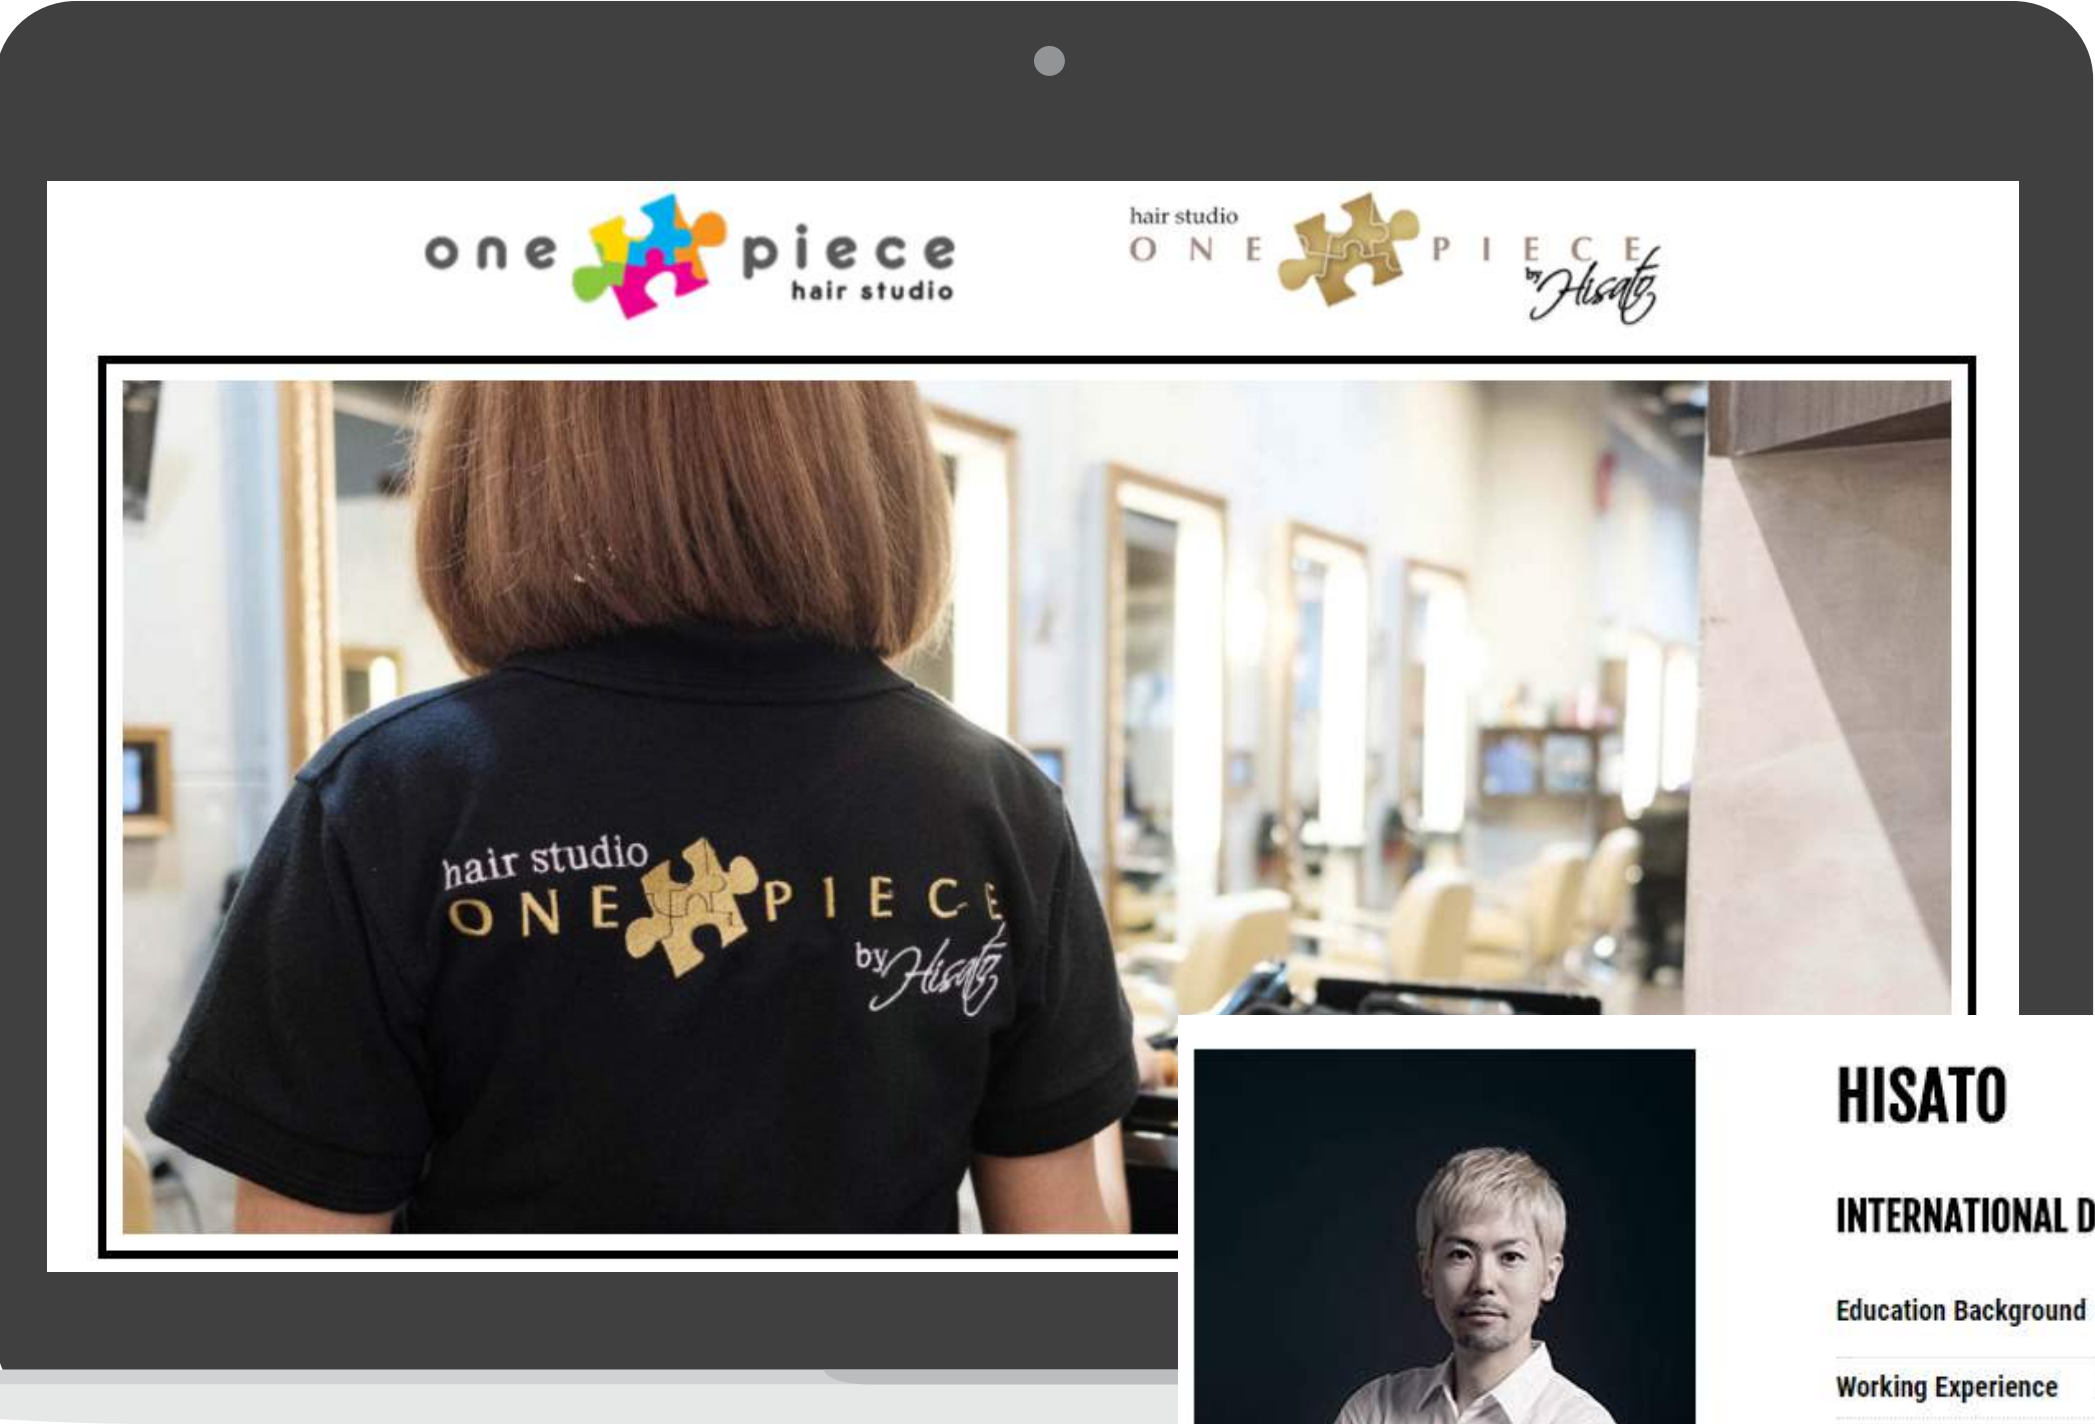 one piece
hair studio
hair studio
ONE PIECE
by Hisato
hair studio
ONE PIECE
by Hisato
HISATO
INTERNATIONAL D
Education Background
Working Experience